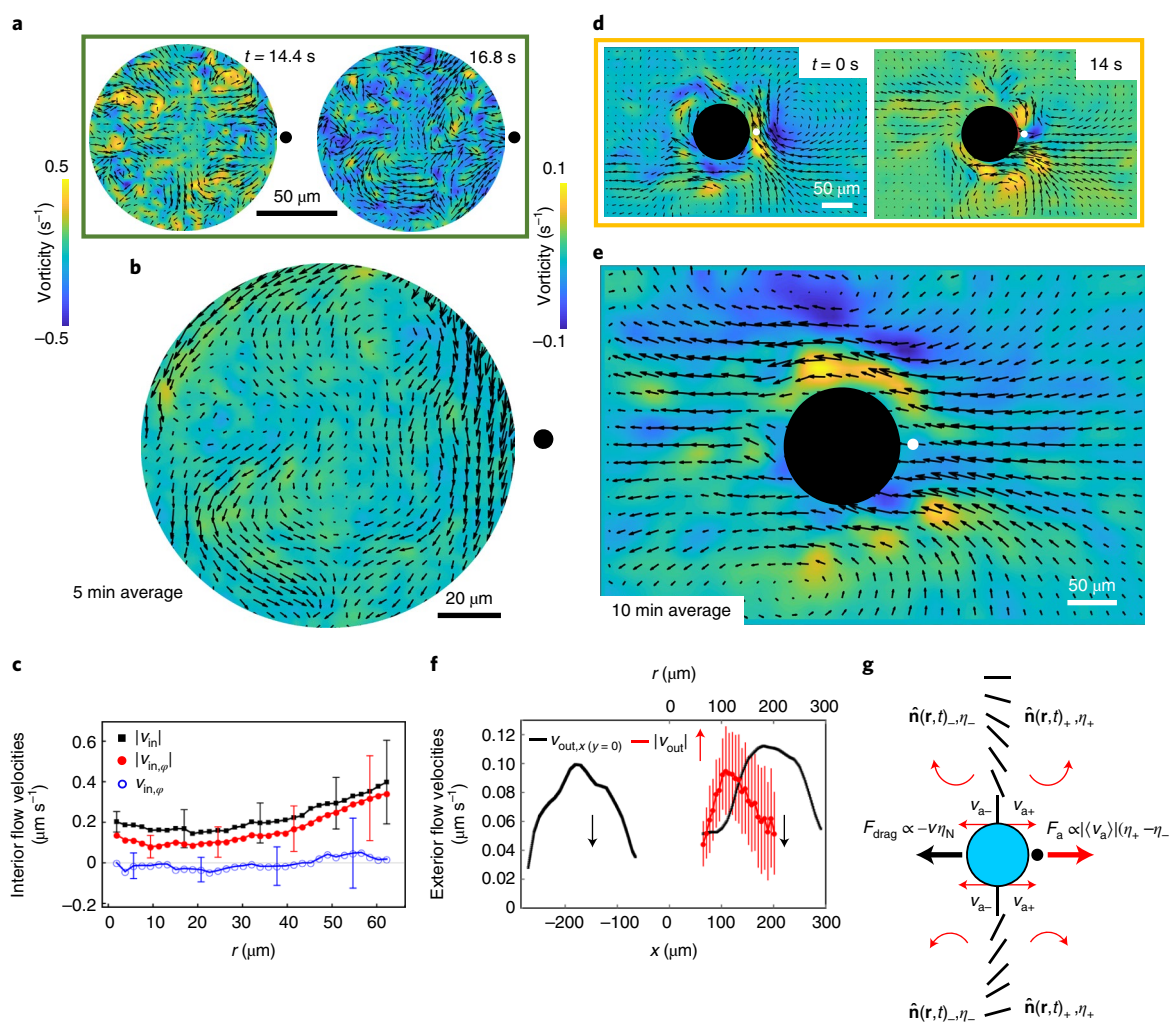 a
t = 14.4 s
16.8 s
0.5
Vorticity (s⁻¹)
−0.5
50 μm
b
5 min average
20 μm
d
t = 0 s
14 s
50 μm
0.1
Vorticity (s⁻¹)
−0.1
e
10 min average
50 μm
c
Interior flow velocities
(μm s⁻¹)
0.6
0.4
0.2
0
−0.2
|v_in|
|v_in,φ|
v_in,φ
0 10 20 30 40 50 60
r (μm)
f
r (μm)
0 100 200 300
Exterior flow velocities
(μm s⁻¹)
0.12
0.10
0.08
0.06
0.04
0.02
0
v_out,x (y = 0) |v_out|
−200 −100 0 100 200 300
x (μm)
g
n̂(r,t)₋,η₋ n̂(r,t)₊,η₊
v_a− v_a+
F_drag ∝ −vη_N F_a ∝|⟨v_a⟩|(η₊ −η₋
v_a− v_a+
n̂(r,t)₋,η₋ n̂(r,t)₊,η₊